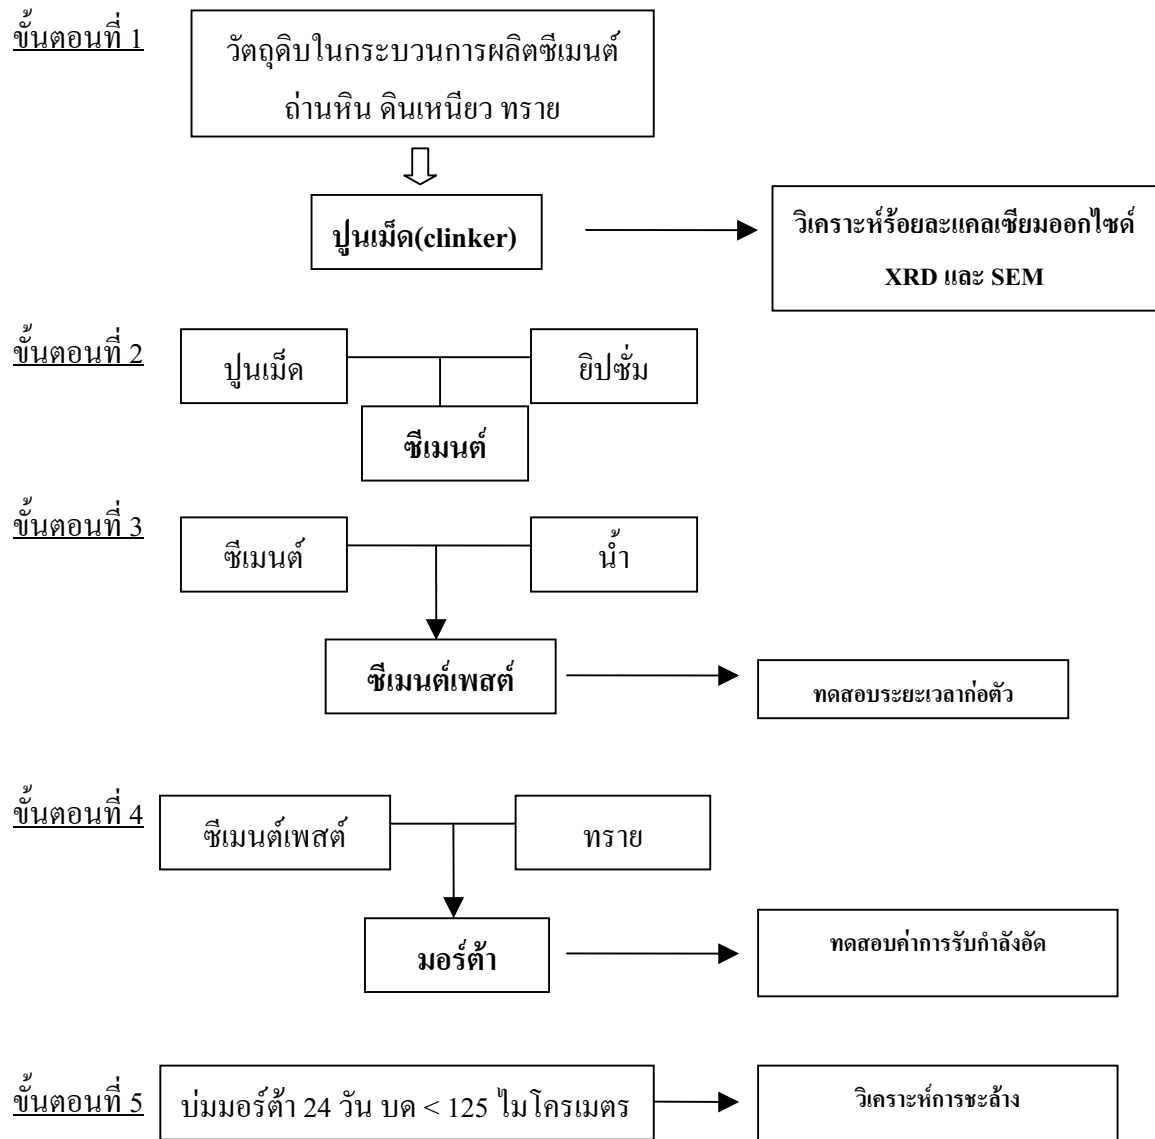 ขั้นตอนที่ 1
วัตถุดิบในกระบวนการผลิตซีเมนต์
ถ่านหิน ดินเหนียว ทราย
ปูนเม็ด(clinker)
วิเคราะห์ร้อยละแคลเซียมออกไซด์
XRD และ SEM
ขั้นตอนที่ 2
ปูนเม็ด
ยิปซั่ม
ซีเมนต์
ขั้นตอนที่ 3
ซีเมนต์
น้ำ
ซีเมนต์เพสต์
ทดสอบระยะเวลาก่อตัว
ขั้นตอนที่ 4
ซีเมนต์เพสต์
ทราย
มอร์ต้า
ทดสอบค่าการรับกำลังอัด
ขั้นตอนที่ 5
บ่มมอร์ต้า 24 วัน บด < 125 ไมโครเมตร
วิเคราะห์การชะล้าง